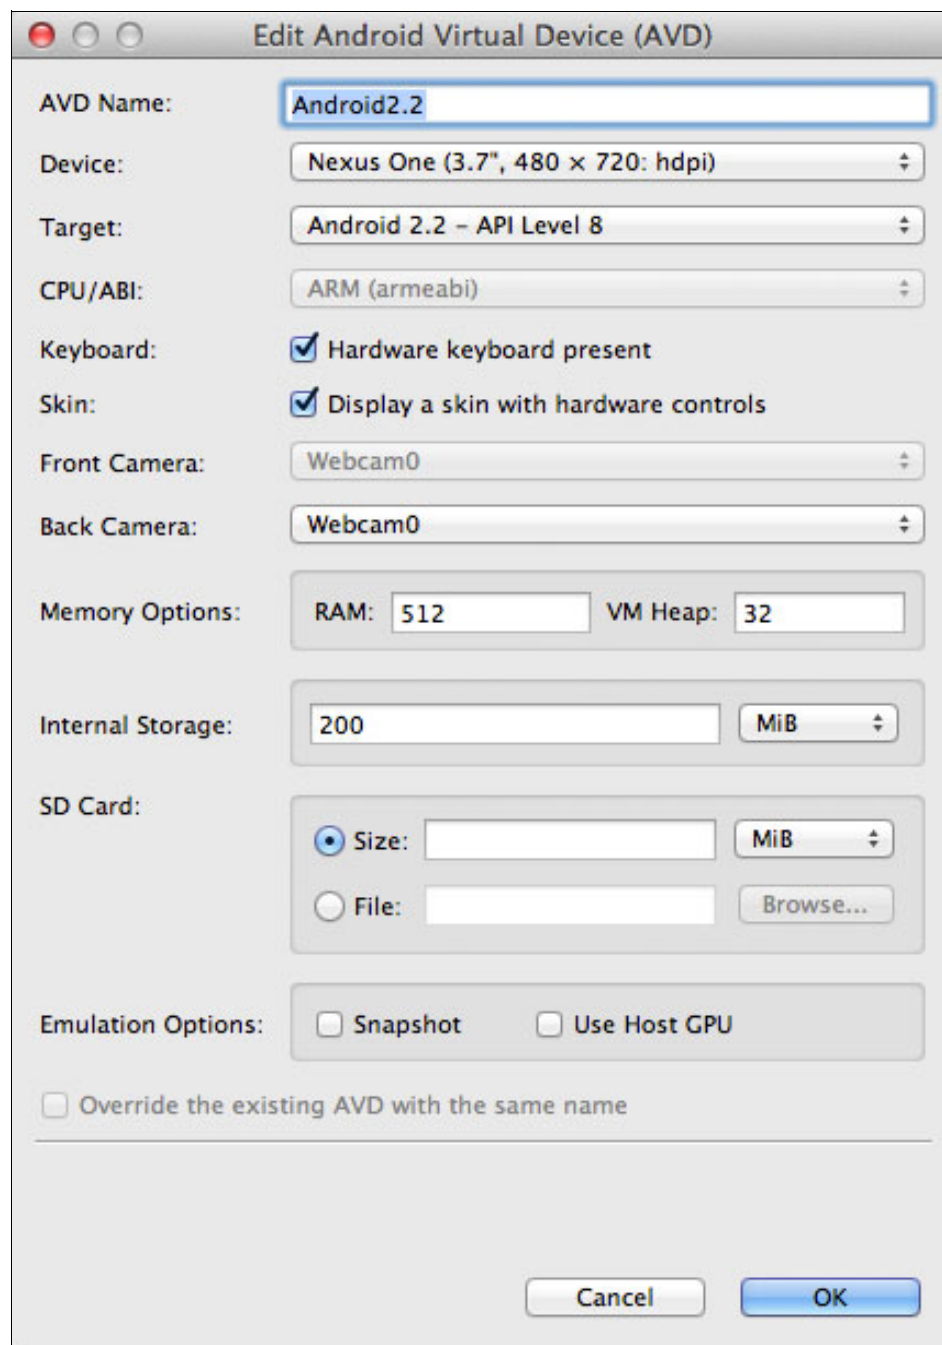 Edit Android Virtual Device (AVD)
AVD Name: Android2.2
Device: Nexus One (3.7", 480 × 720: hdpi)
Target: Android 2.2 – API Level 8
CPU/ABI: ARM (armeabi)
Keyboard: Hardware keyboard present
Skin: Display a skin with hardware controls
Front Camera: Webcam0
Back Camera: Webcam0
Memory Options: RAM: 512 VM Heap: 32
Internal Storage: 200 MiB
SD Card:
Size: MiB
File: Browse...
Emulation Options: Snapshot Use Host GPU
Override the existing AVD with the same name
Cancel OK